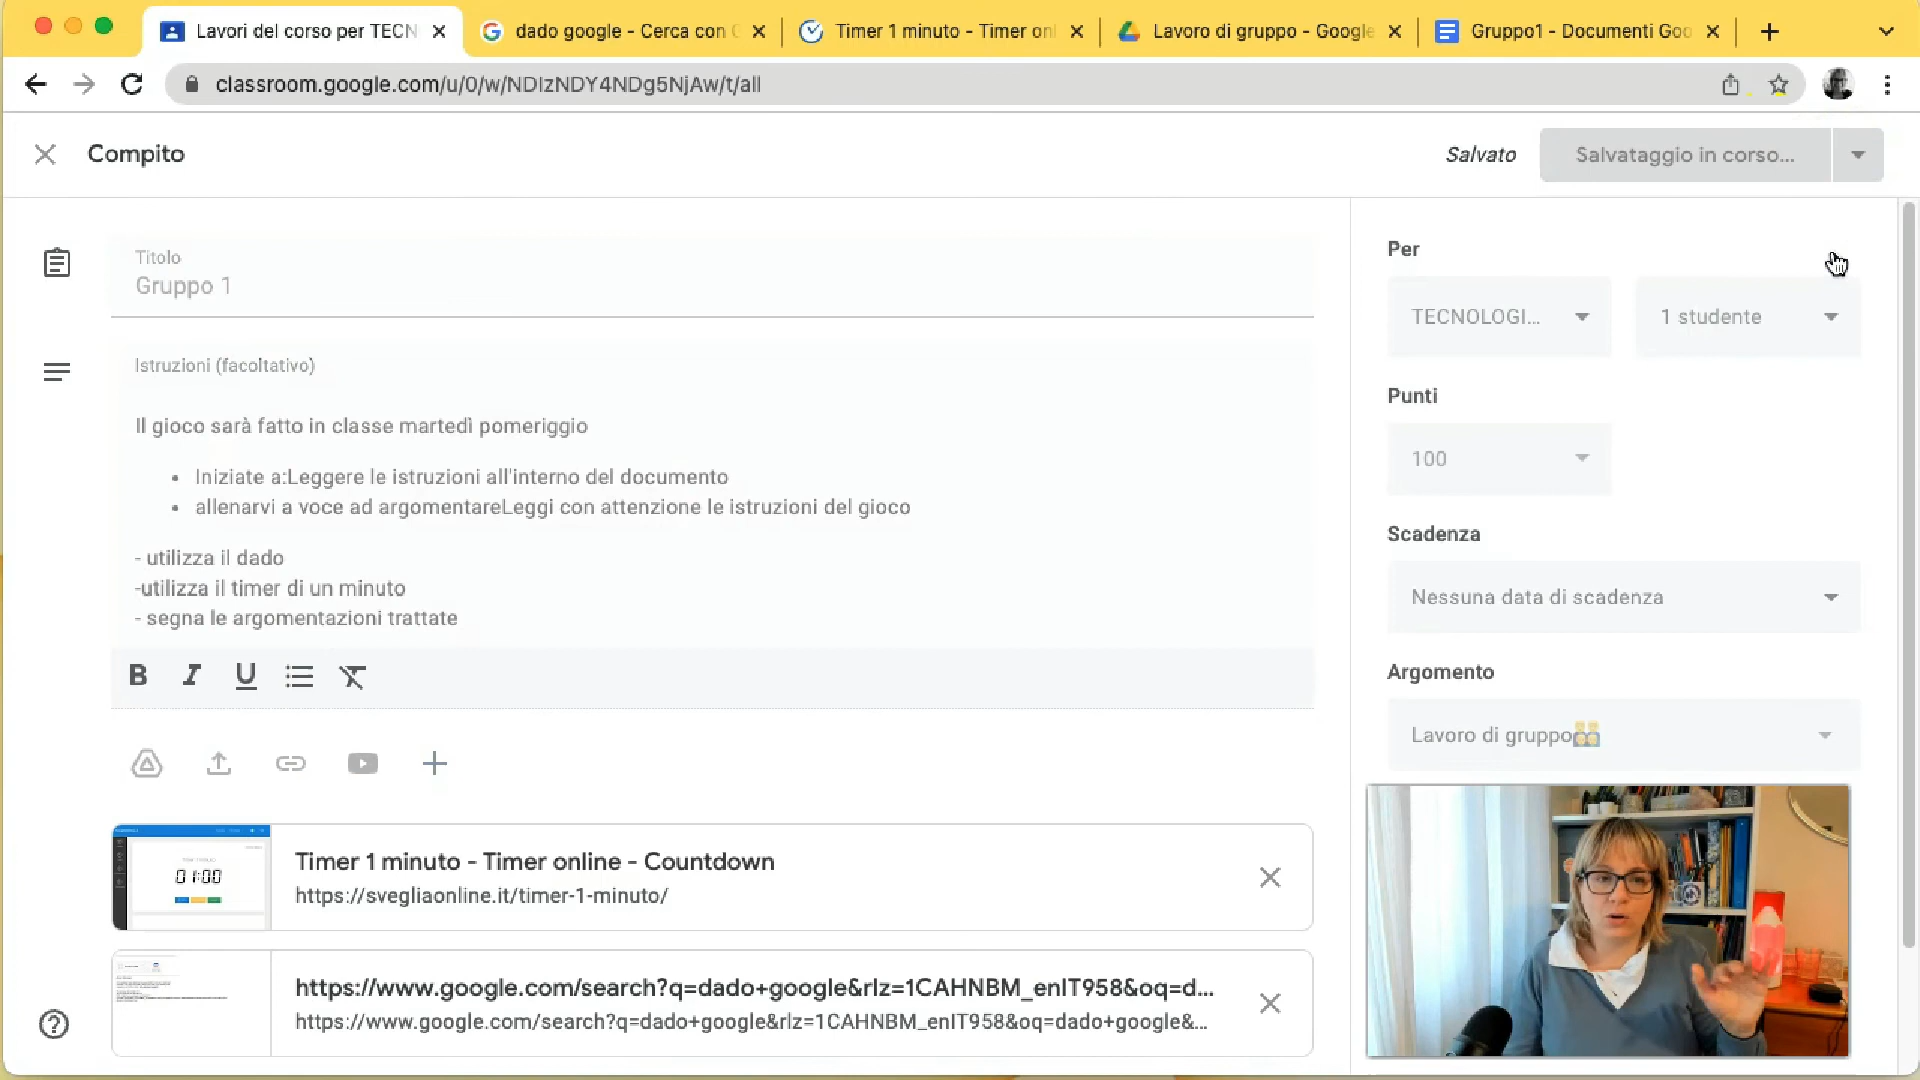 Lavori del corso per TECN
dado google - Cerca con
Timer 1 minuto - Timer onl
Lavoro di gruppo - Google
Gruppo1 - Documenti Goo
classroom.google.com/u/0/w/NDIzNDY4NDg5NjAw/t/all
Compito
Salvato
Salvataggio in corso...
Titolo
Gruppo 1
Istruzioni (facoltativo)
Il gioco sarà fatto in classe martedì pomeriggio
• Iniziate a:Leggere le istruzioni all'interno del documento
• allenarvi a voce ad argomentareLeggi con attenzione le istruzioni del gioco
- utilizza il dado
-utilizza il timer di un minuto
- segna le argomentazioni trattate
B I U
Timer 1 minuto - Timer online - Countdown
https://svegliaonline.it/timer-1-minuto/
01:00
https://www.google.com/search?q=dado+google&rlz=1CAHNBM_enIT958&oq=d...
https://www.google.com/search?q=dado+google&rlz=1CAHNBM_enIT958&oq=dado+google&...
Per
TECNOLOGI...
1 studente
Punti
100
Scadenza
Nessuna data di scadenza
Argomento
Lavoro di gruppo